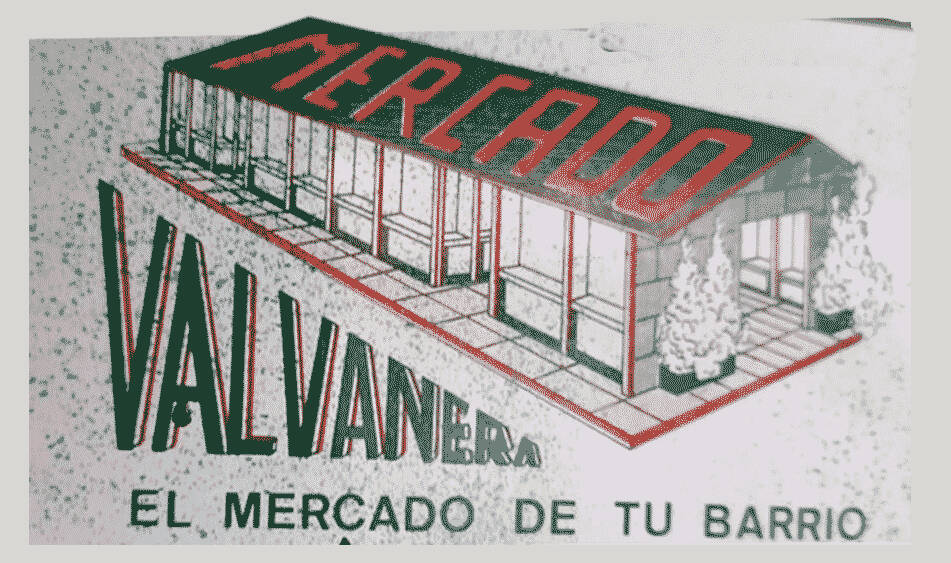 MERCADO
VALVANERA
EL MERCADO DE TU BARRIO